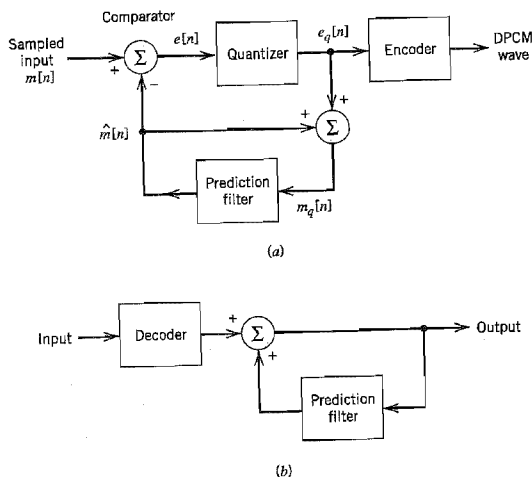 Comparator
Sampled input m[n]
+
Σ
−
e[n]
Quantizer
e_q[n]
Encoder
DPCM wave
m̂[n]
+
+
Σ
Prediction filter
m_q[n]
(a)
Input
Decoder
+
Σ
+
Output
Prediction filter
(b)